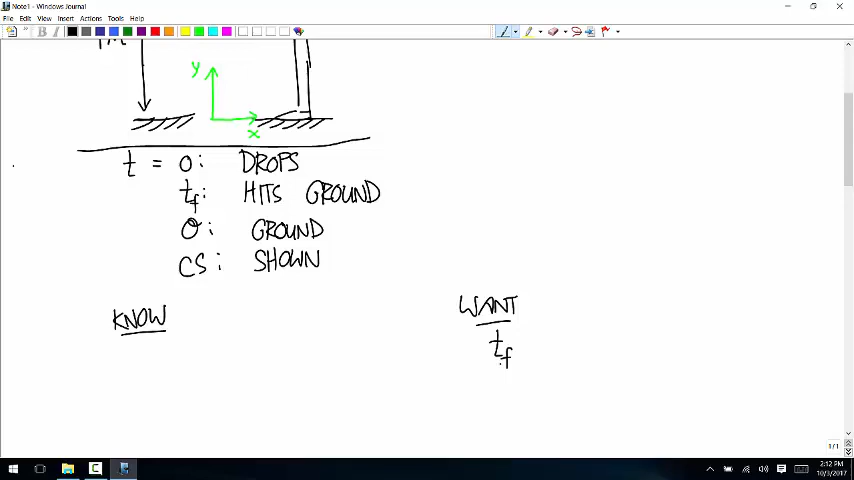 Note1 - Windows Journal
File Edit View Insert Actions Tools Help
B I
y
x
t = 0: DROPS
tf: HITS GROUND
O: GROUND
CS: SHOWN
KNOW
WANT
tf
1/1
2:12 PM
10/3/2017